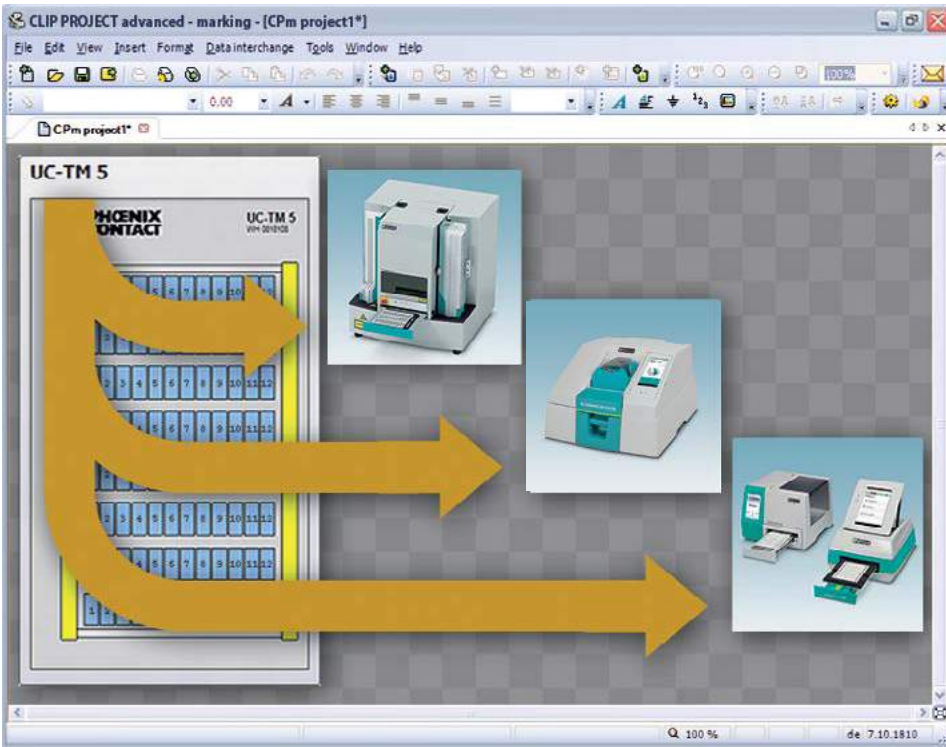 CLIP PROJECT advanced - marking - [CPm project1*]
File Edit View Insert Format Data interchange Tools Window Help
100%
0.00
CPm project1*
UC-TM 5
PHŒNIX
CONTACT
UC-TM 5
5 6 7 8 9 10
2 3 4 5 6 7 8 9 10 11 12
4 5 6 7 8 9 10 11 12
2 3 4 5 6 7 8 9 10 11 12
4 5 6 7 8 9 10 11 12
1
100 %
de 7.10.1810